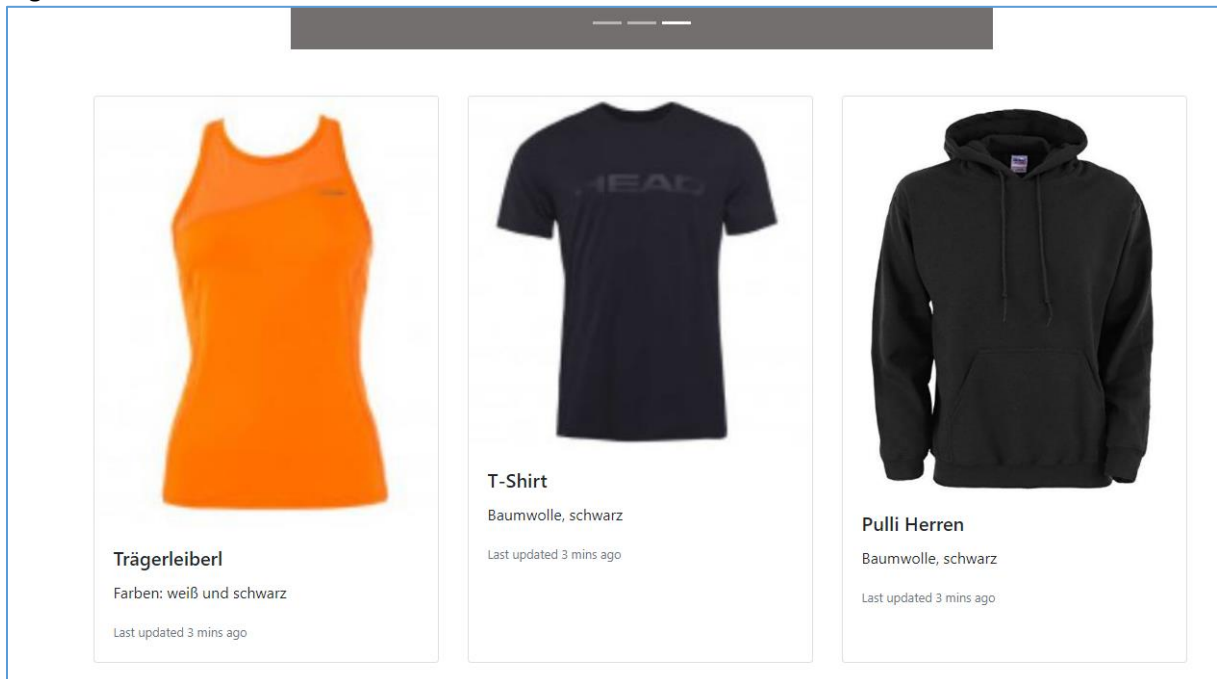 HEAD
Trägerleiberl
Farben: weiß und schwarz
Last updated 3 mins ago
T-Shirt
Baumwolle, schwarz
Last updated 3 mins ago
Pulli Herren
Baumwolle, schwarz
Last updated 3 mins ago